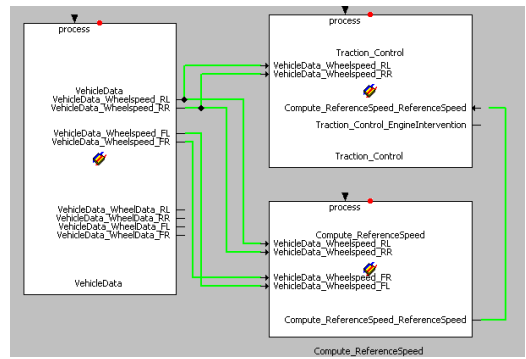 process
VehicleData
VehicleData_Wheelspeed_RL
VehicleData_Wheelspeed_RR
VehicleData_Wheelspeed_FL
VehicleData_Wheelspeed_FR
VehicleData_WheelData_RL
VehicleData_WheelData_RR
VehicleData_WheelData_FL
VehicleData_WheelData_FR
VehicleData
process
Traction_Control
VehicleData_Wheelspeed_RL
VehicleData_Wheelspeed_RR
Compute_ReferenceSpeed_ReferenceSpeed
Traction_Control_EngineIntervention
Traction_Control
process
Compute_ReferenceSpeed
VehicleData_Wheelspeed_RL
VehicleData_Wheelspeed_RR
VehicleData_Wheelspeed_FR
VehicleData_Wheelspeed_FL
Compute_ReferenceSpeed_ReferenceSpeed
Compute_ReferenceSpeed